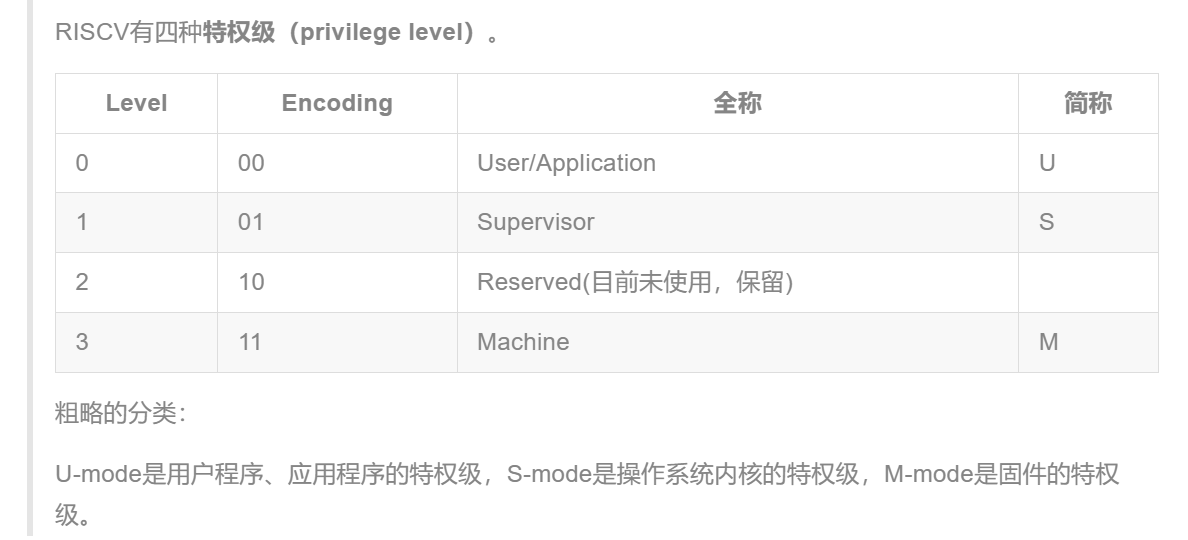 RISCV有四种特权级（privilege level）。
Level Encoding 全称 简称
0 00 User/Application U
1 01 Supervisor S
2 10 Reserved(目前未使用，保留)
3 11 Machine M
粗略的分类：
U-mode是用户程序、应用程序的特权级，S-mode是操作系统内核的特权级，M-mode是固件的特权
级。